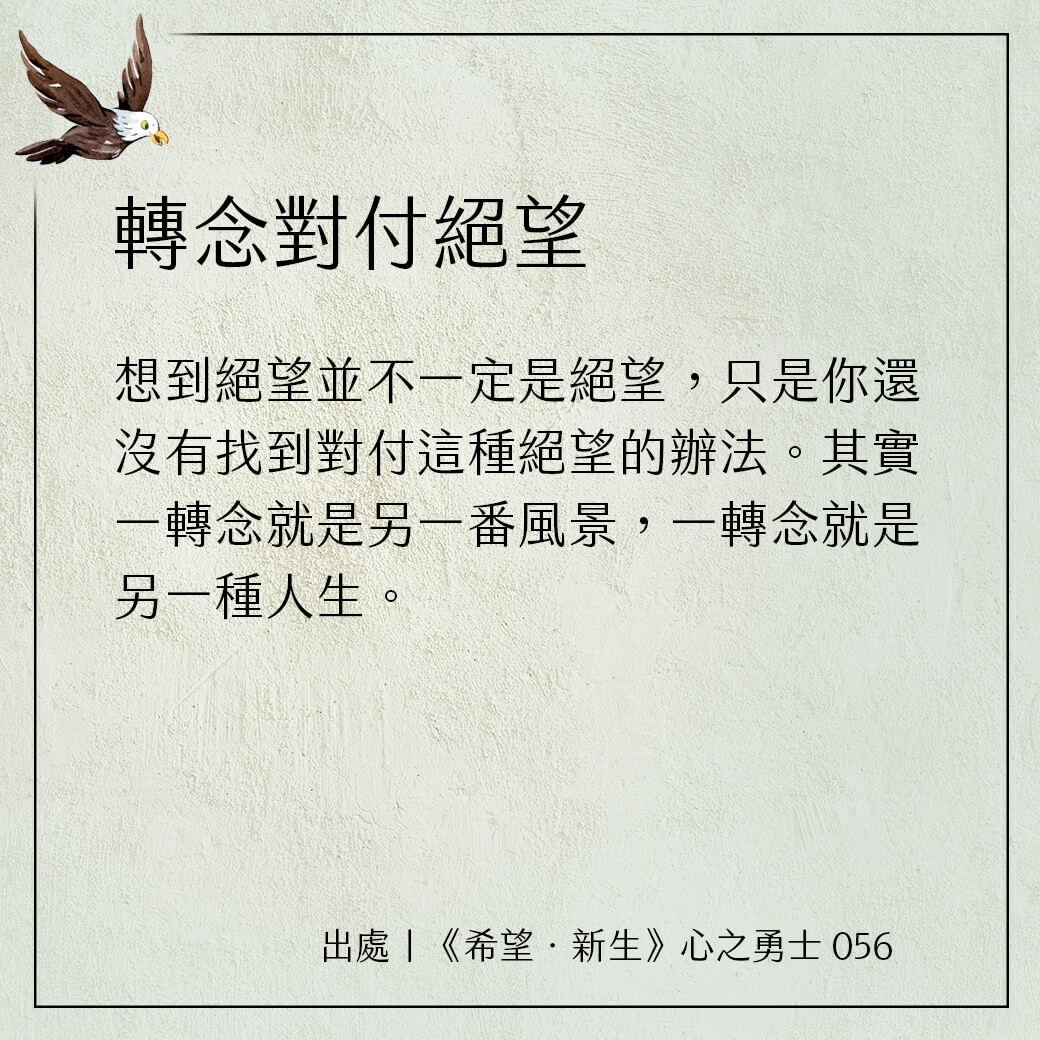 轉念對付絕望
想到絕望並不一定是絕望，只是你還
沒有找到對付這種絕望的辦法。其實
一轉念就是另一番風景，一轉念就是
另一種人生。
出處｜《希望．新生》心之勇士 056